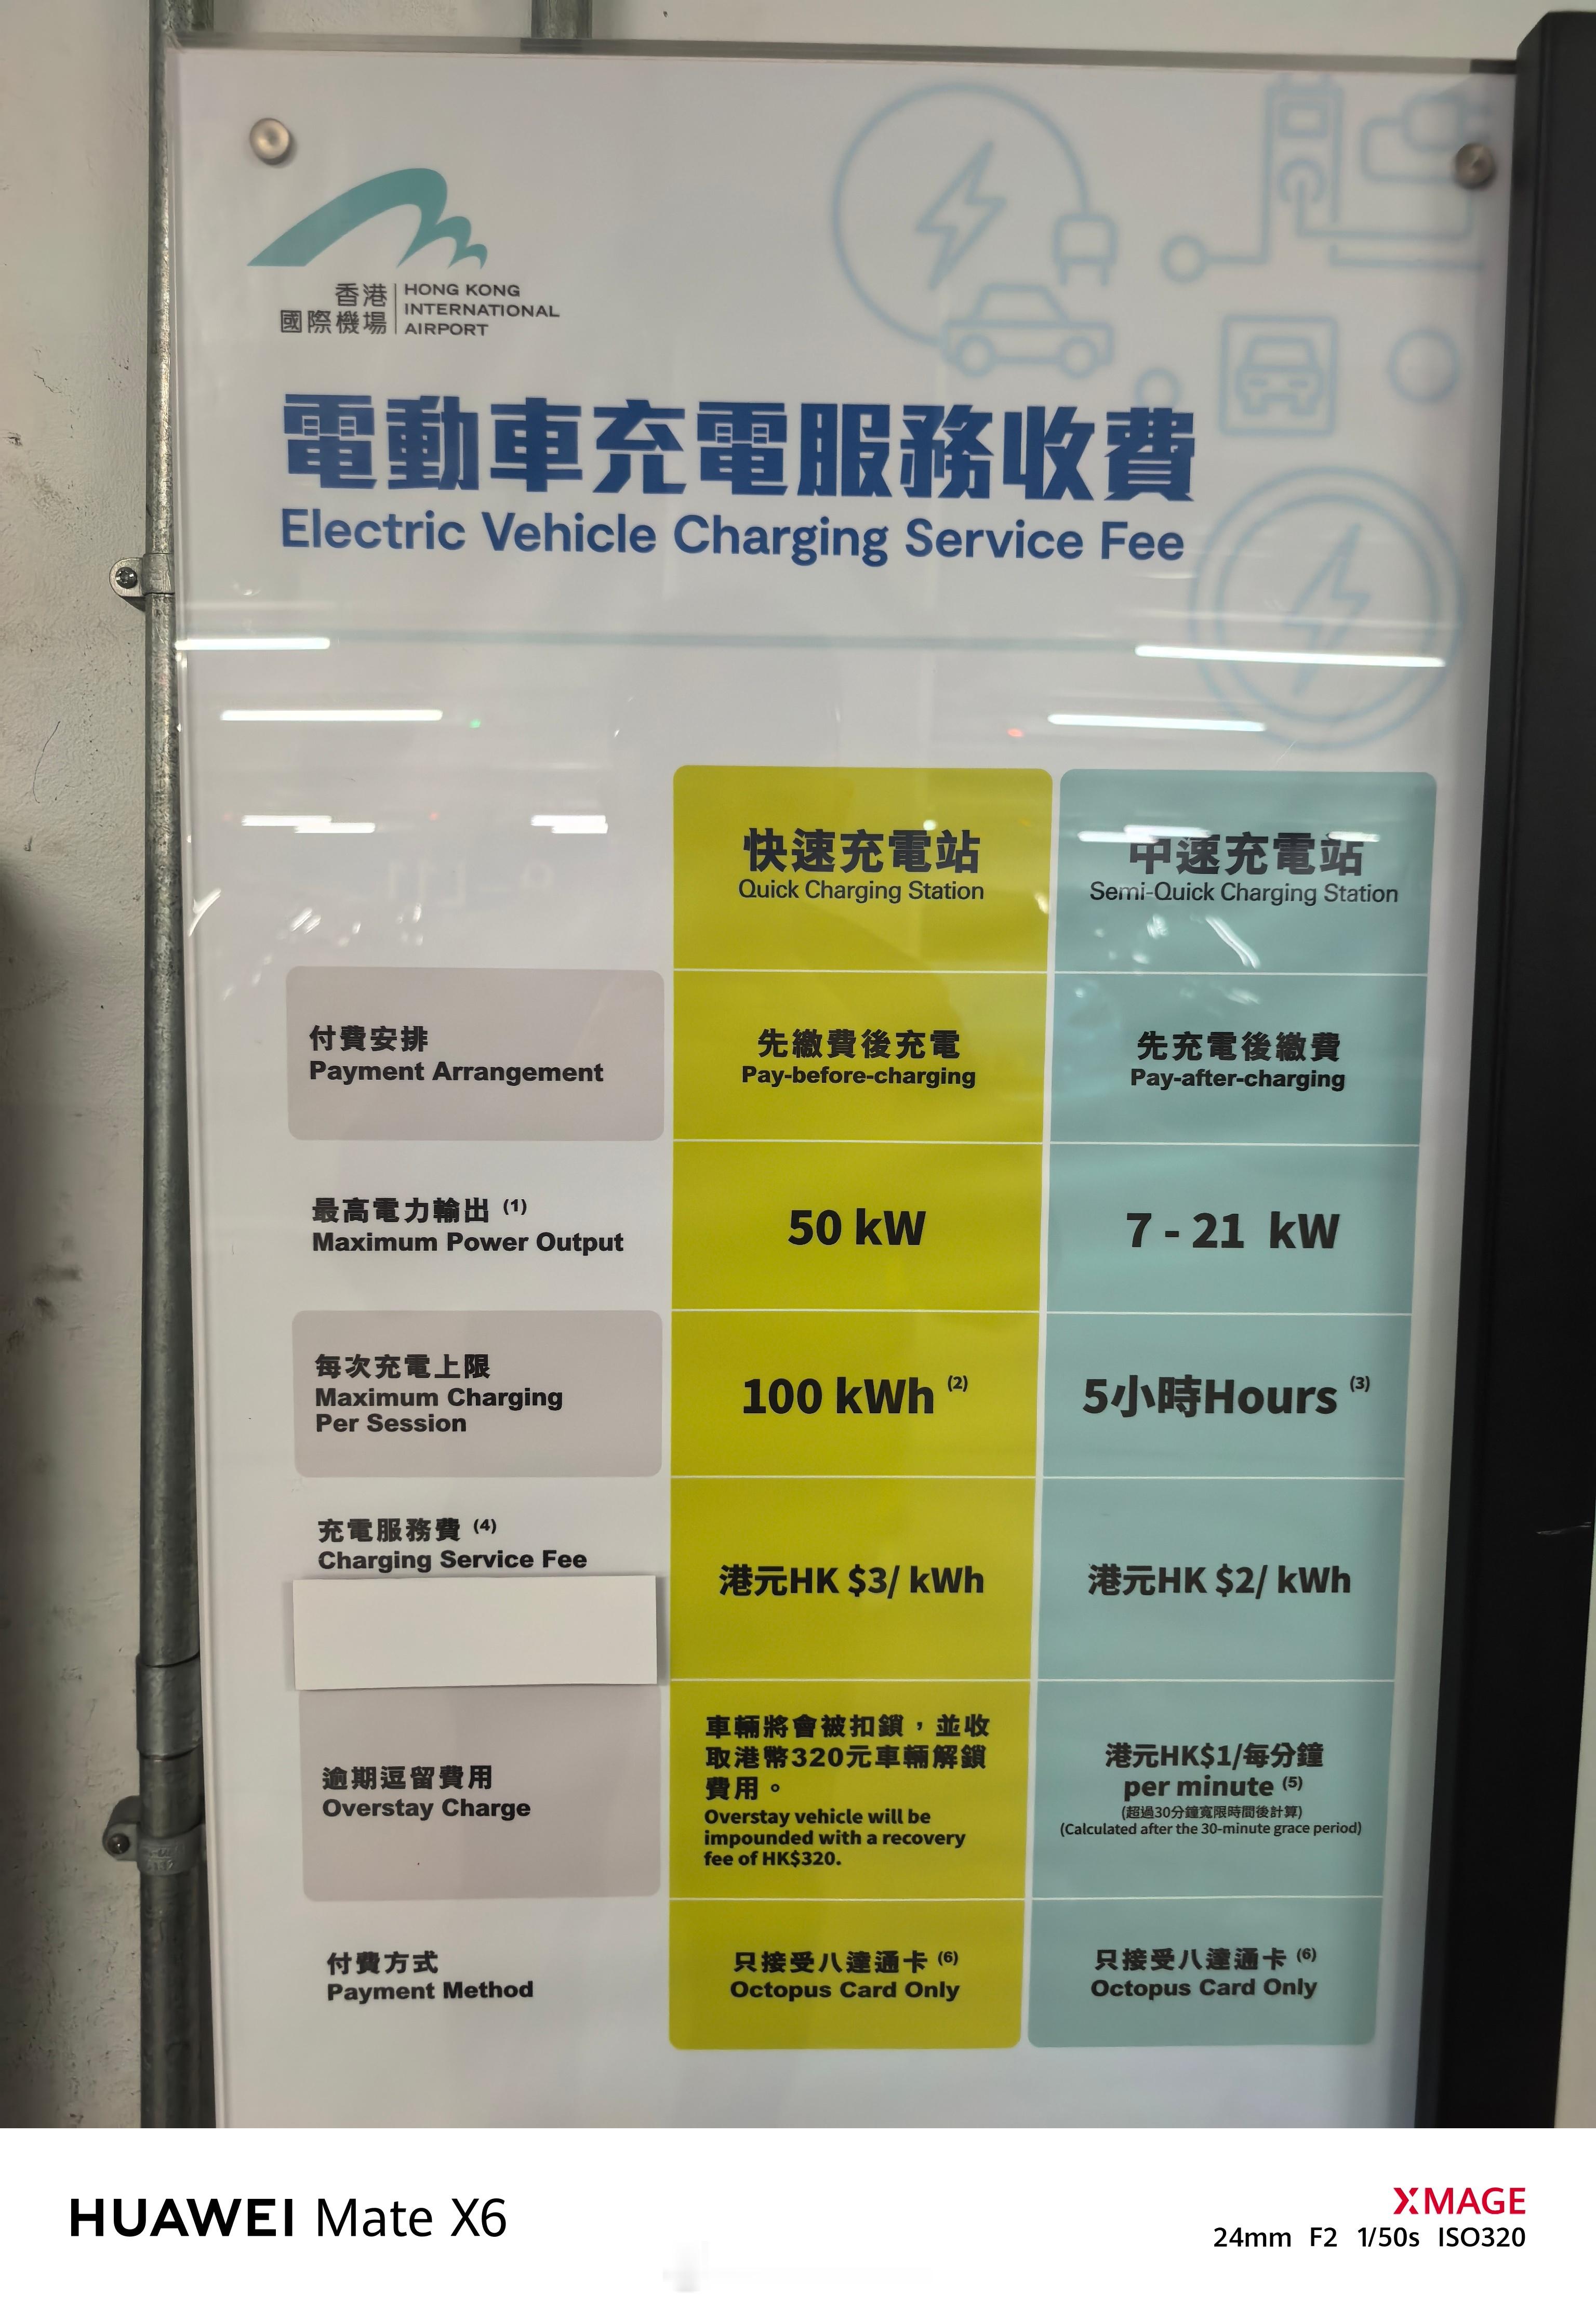 香港
國際機場
HONG KONG
INTERNATIONAL
AIRPORT
電動車充電服務收費
Electric Vehicle Charging Service Fee
快速充電站
Quick Charging Station
中速充電站
Semi-Quick Charging Station
付費安排
Payment Arrangement
先繳費後充電
Pay-before-charging
先充電後繳費
Pay-after-charging
最高電力輸出 (1)
Maximum Power Output
50 kW
7 - 21 kW
每次充電上限
Maximum Charging
Per Session
100 kWh (2)
5小時Hours (3)
充電服務費 (4)
Charging Service Fee
港元HK $3/ kWh
港元HK $2/ kWh
逾期逗留費用
Overstay Charge
車輛將會被扣鎖，並收
取港幣320元車輛解鎖
費用。
Overstay vehicle will be
impounded with a recovery
fee of HK$320.
港元HK$1/每分鐘
per minute (5)
(超過30分鐘寬限時間後計算)
(Calculated after the 30-minute grace period)
付費方式
Payment Method
只接受八達通卡 (6)
Octopus Card Only
只接受八達通卡 (6)
Octopus Card Only
HUAWEI Mate X6
XMAGE
24mm F2 1/50s ISO320